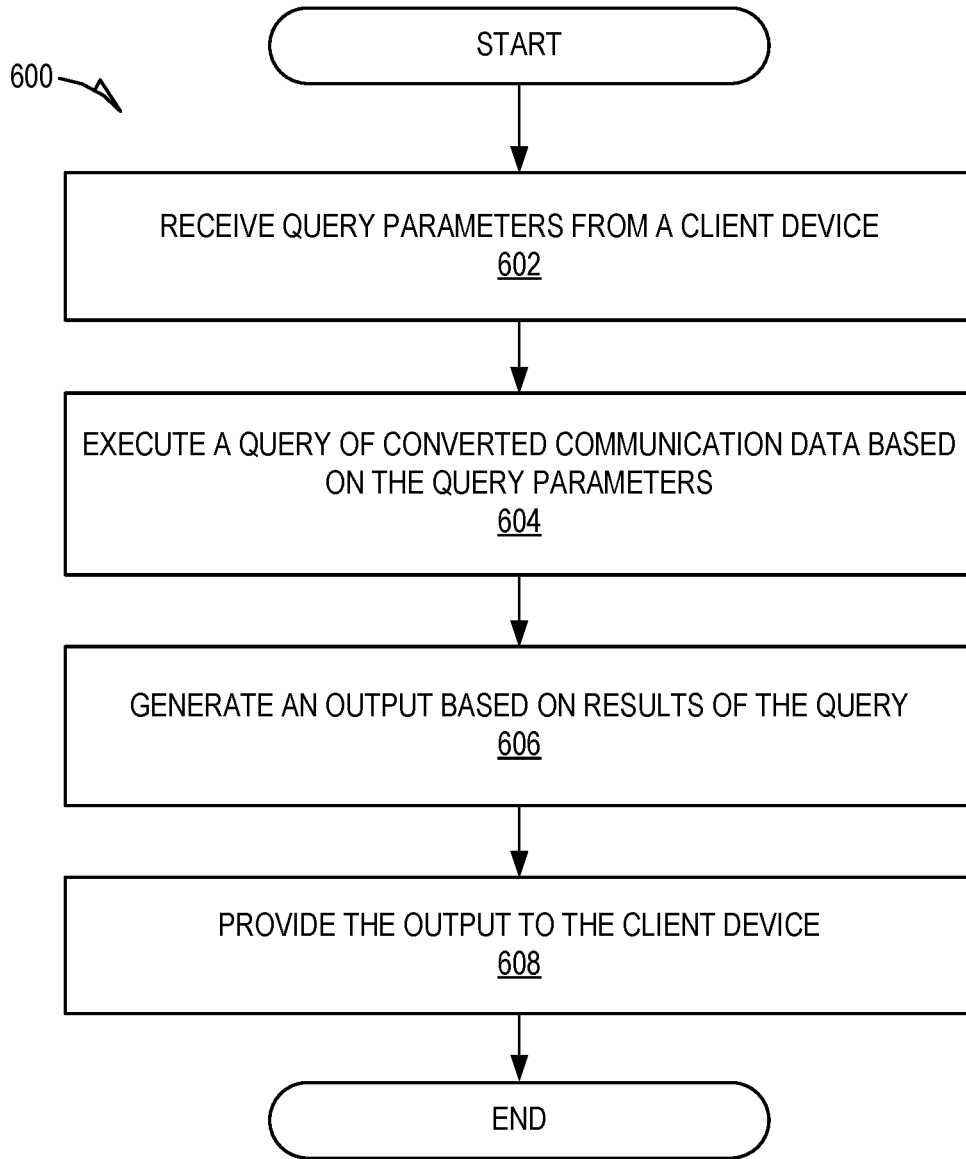 START
600
RECEIVE QUERY PARAMETERS FROM A CLIENT DEVICE
602
EXECUTE A QUERY OF CONVERTED COMMUNICATION DATA BASED
ON THE QUERY PARAMETERS
604
GENERATE AN OUTPUT BASED ON RESULTS OF THE QUERY
606
PROVIDE THE OUTPUT TO THE CLIENT DEVICE
608
END